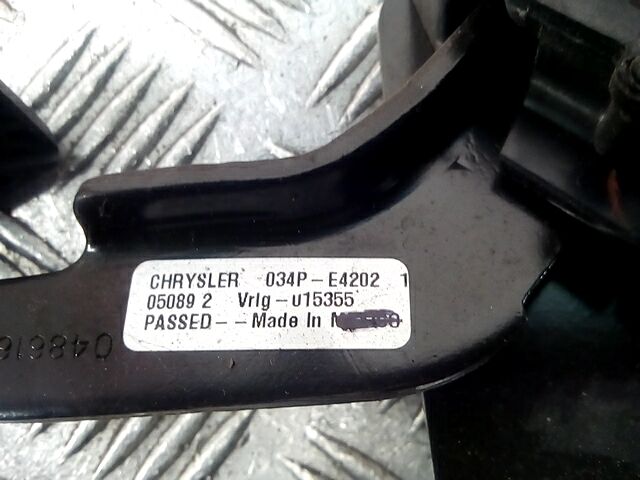 CHRYSLER 034P-E4202 1
05089 2 Vrlg-u15355
PASSED-- Made In